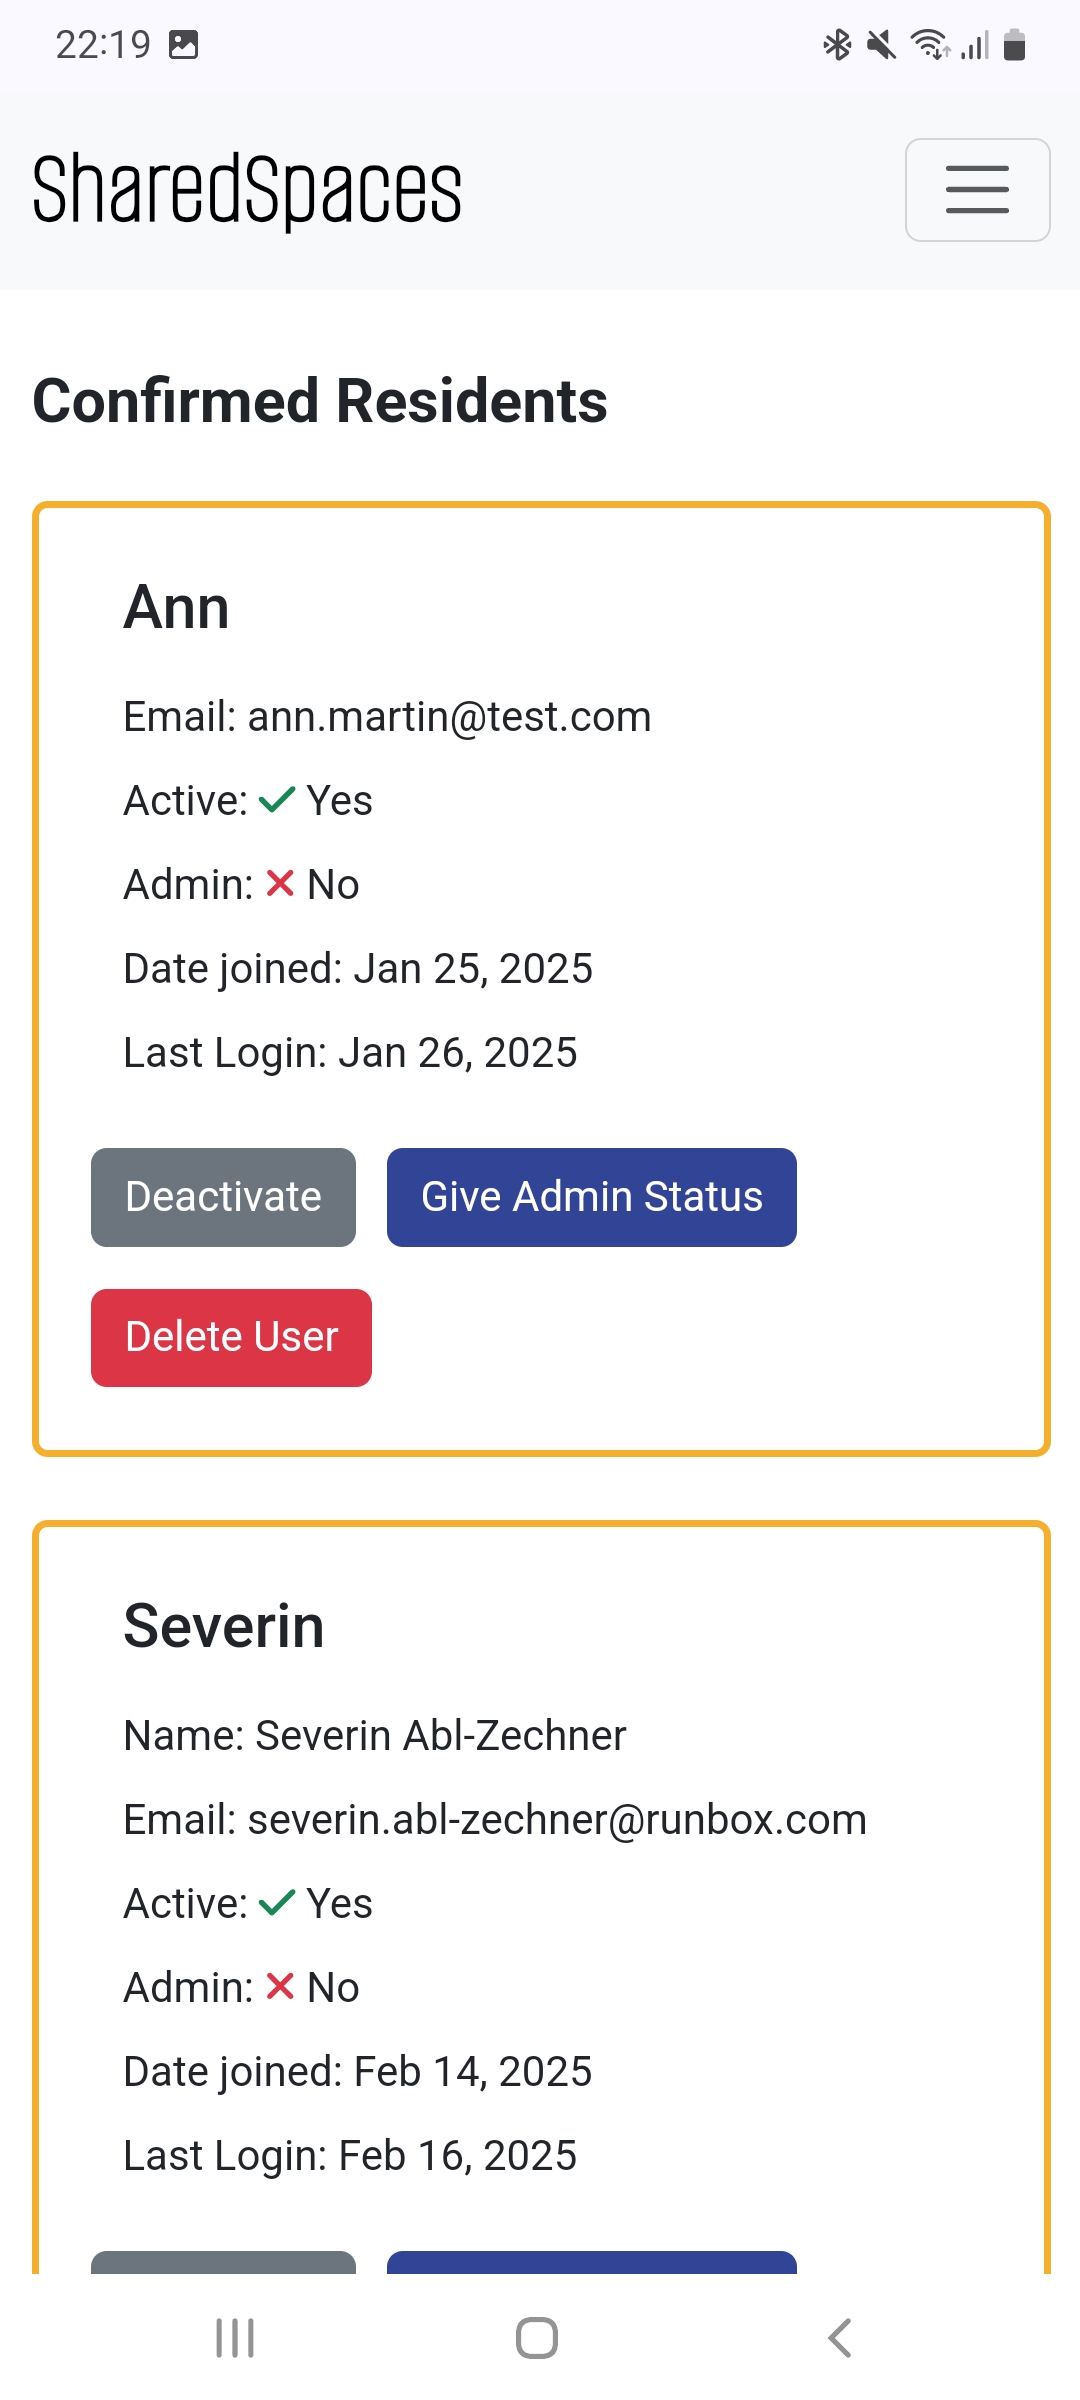 22:19
SharedSpaces
Confirmed Residents
Ann
Email: ann.martin@test.com
Active: Yes
Admin: No
Date joined: Jan 25, 2025
Last Login: Jan 26, 2025
Deactivate Give Admin Status
Delete User
Severin
Name: Severin Abl-Zechner
Email: severin.abl-zechner@runbox.com
Active: Yes
Admin: No
Date joined: Feb 14, 2025
Last Login: Feb 16, 2025